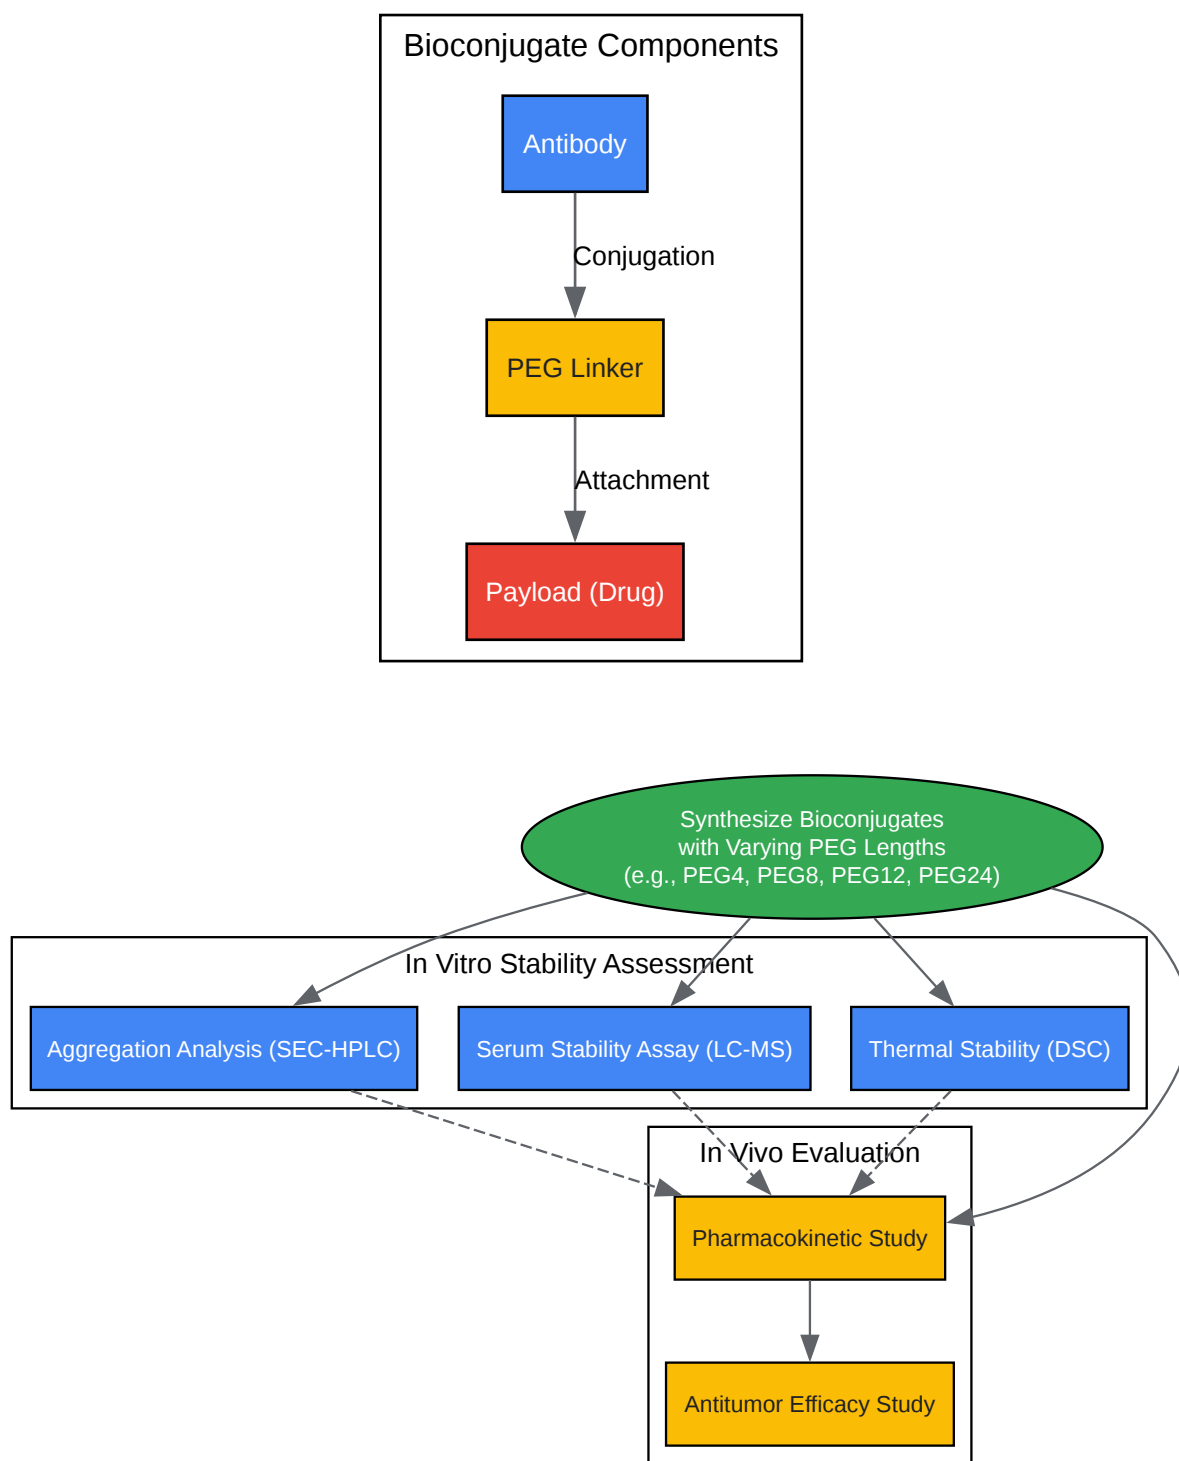 Bioconjugate Components
Antibody
Conjugation
PEG Linker
Attachment
Payload (Drug)
Synthesize Bioconjugates
with Varying PEG Lengths
(e.g., PEG4, PEG8, PEG12, PEG24)
In Vitro Stability Assessment
Aggregation Analysis (SEC-HPLC)
Serum Stability Assay (LC-MS)
Thermal Stability (DSC)
In Vivo Evaluation
Pharmacokinetic Study
Antitumor Efficacy Study